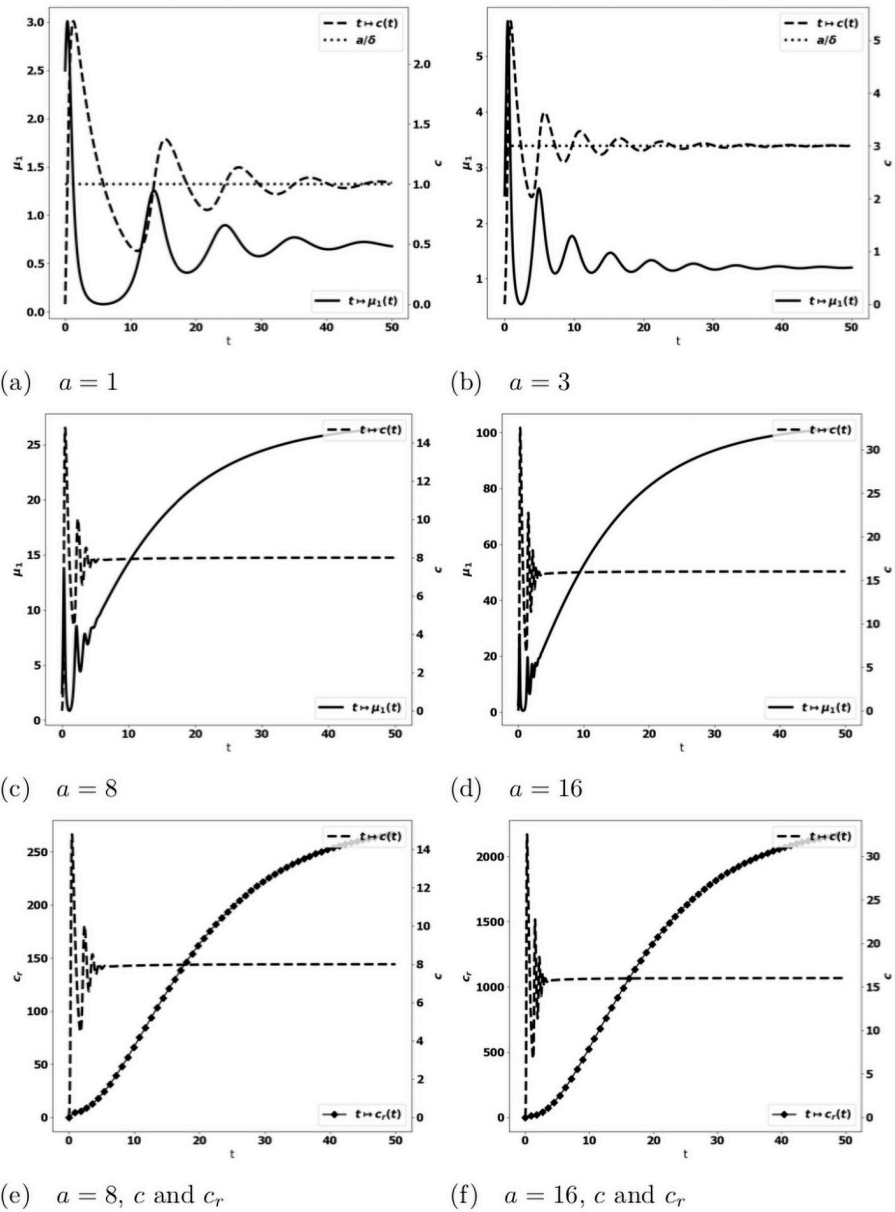 t ↦ c(t)
a/δ
3.0
2.5
2.0
1.5
1.0
0.5
0.0
μ₁
2.0
1.5
1.0
0.5
0.0
c
t ↦ μ₁(t)
0 10 20 30 40 50
t
(a) a = 1
t ↦ c(t)
a/δ
5
4
3
2
1
μ₁
5
4
3
2
1
0
c
t ↦ μ₁(t)
0 10 20 30 40 50
t
(b) a = 3
t ↦ c(t)
25
20
15
10
5
0
μ₁
14
12
10
8
6
4
2
0
c
t ↦ μ₁(t)
0 10 20 30 40 50
t
(c) a = 8
t ↦ c(t)
100
80
60
40
20
0
μ₁
30
25
20
15
10
5
0
c
t ↦ μ₁(t)
0 10 20 30 40 50
t
(d) a = 16
t ↦ c(t)
250
200
150
100
50
0
cᵣ
14
12
10
8
6
4
2
0
c
t ↦ cᵣ(t)
0 10 20 30 40 50
t
(e) a = 8, c and cᵣ
t ↦ c(t)
2000
1500
1000
500
0
cᵣ
30
25
20
15
10
5
0
c
t ↦ cᵣ(t)
0 10 20 30 40 50
t
(f) a = 16, c and cᵣ